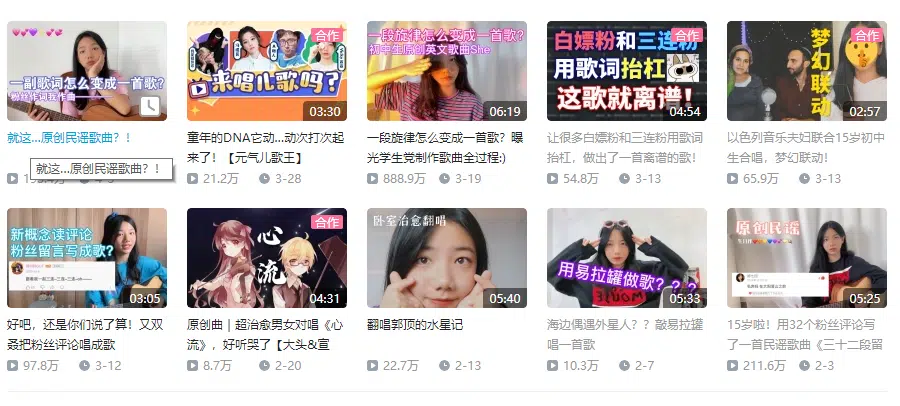 一副歌词怎么变成一首歌?
粉丝作词我作曲
就这...原创民谣歌曲？！
就这...原创民谣歌曲？！
4-3
合作
来唱儿歌吗?
03:30
童年的DNA它动...动次打次起
来了！【元气儿歌王】
21.2万
3-28
一段旋律怎么变成一首歌?
初中生原创英文歌曲She
06:19
一段旋律怎么变成一首歌？曝
光学生党制作歌曲全过程:)
888.9万
3-19
合作
白嫖粉和三连粉
用歌词抬杠
这歌就离谱!
04:54
让很多白嫖粉和三连粉用歌词
抬杠，做出了一首离谱的歌！
54.8万
3-13
合作
梦幻联动
02:57
以色列音乐夫妇联合15岁初中
生合唱，梦幻联动！
65.9万
3-13
新概念读评论
粉丝留言写成歌?
03:05
好吧，还是你们说了算！又双
叒把粉丝评论唱成歌
97.8万
3-12
合作
心流
04:31
原创曲 | 超治愈男女对唱《心
流》，好听哭了【大头&宣
8.7万
2-20
卧室治愈翻唱
05:40
翻唱郭顶的水星记
22.7万
2-13
用易拉罐做歌? ? ?
05:33
海边偶遇外星人？？敲易拉罐
唱一首歌
10.3万
2-7
原创民谣
05:25
15岁啦！用32个粉丝评论写
了一首民谣歌曲《三十二段留
211.6万
2-3